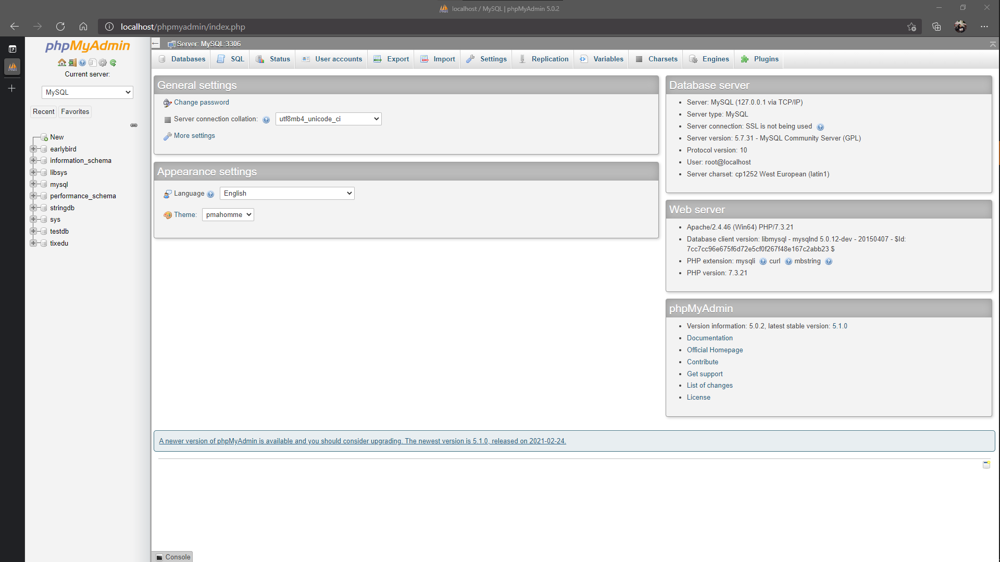 localhost / MySQL | phpMyAdmin 5.0.2
localhost/phpmyadmin/index.php
phpMyAdmin
Current server:
MySQL
Recent Favorites
New
earlybird
information_schema
libsys
mysql
performance_schema
stringdb
sys
testdb
tixedu
Server: MySQL:3306
Databases SQL Status User accounts Export Import Settings Replication Variables Charsets Engines Plugins
General settings
Change password
Server connection collation: utf8mb4_unicode_ci
More settings
Appearance settings
Language English
Theme: pmahomme
Database server
Server: MySQL (127.0.0.1 via TCP/IP)
Server type: MySQL
Server connection: SSL is not being used
Server version: 5.7.31 - MySQL Community Server (GPL)
Protocol version: 10
User: root@localhost
Server charset: cp1252 West European (latin1)
Web server
Apache/2.4.46 (Win64) PHP/7.3.21
Database client version: libmysql - mysqlnd 5.0.12-dev - 20150407 - $Id:
7cc7cc96e675f6d72e5cf0f267f48e167c2abb23 $
PHP extension: mysqli curl mbstring
PHP version: 7.3.21
phpMyAdmin
Version information: 5.0.2, latest stable version: 5.1.0
Documentation
Official Homepage
Contribute
Get support
List of changes
License
A newer version of phpMyAdmin is available and you should consider upgrading. The newest version is 5.1.0, released on 2021-02-24.
Console